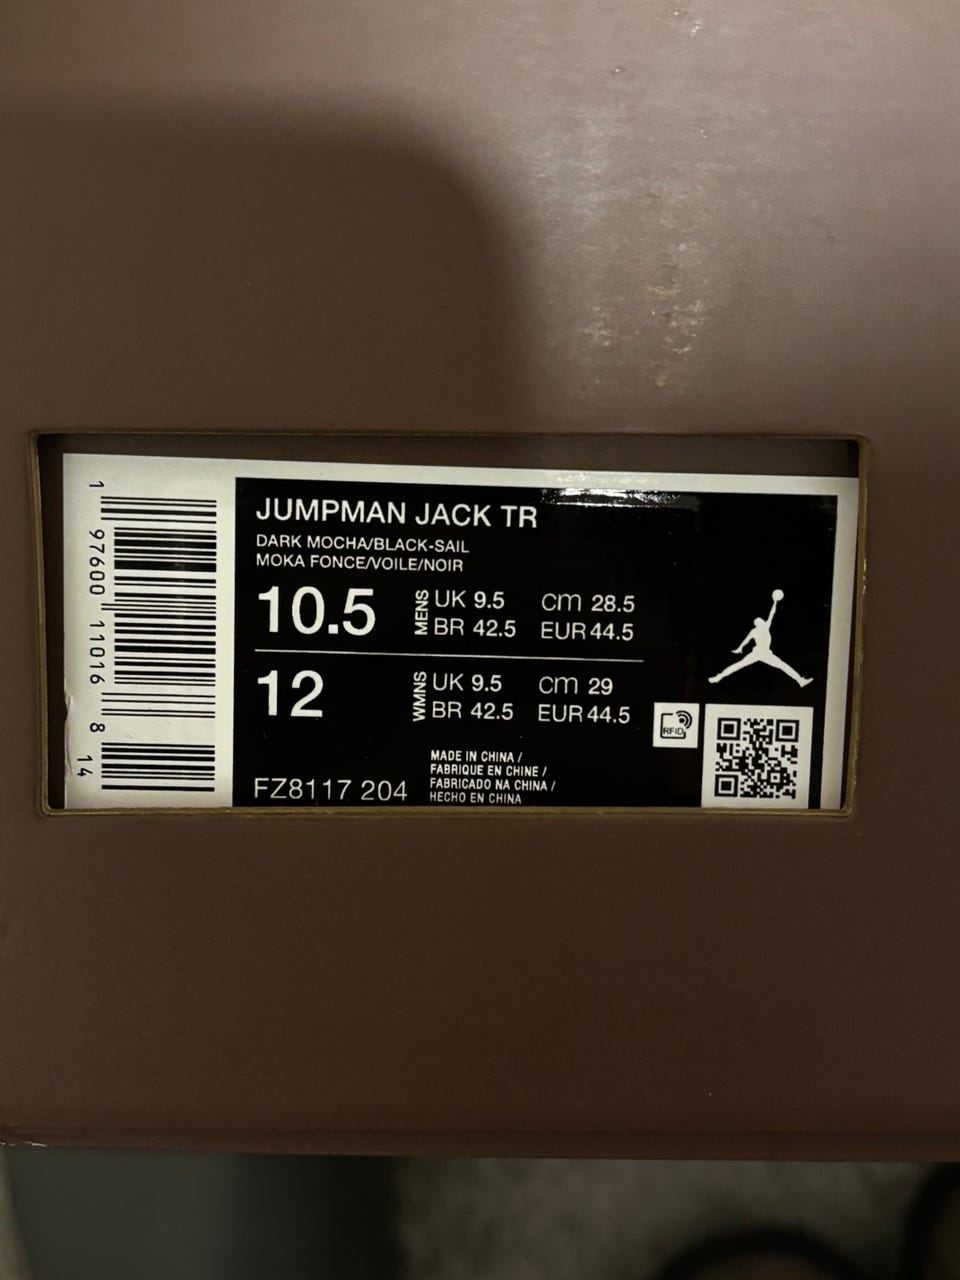 JUMPMAN JACK TR
DARK MOCHA/BLACK-SAIL
MOKA FONCE/VOILE/NOIR
10.5 MENS UK 9.5 cm 28.5
BR 42.5 EUR 44.5
12 WMNS UK 9.5 cm 29
BR 42.5 EUR 44.5
RFID
MADE IN CHINA /
FABRIQUE EN CHINE /
FABRICADO NA CHINA /
HECHO EN CHINA
FZ8117 204
1 97600 11016 8 14